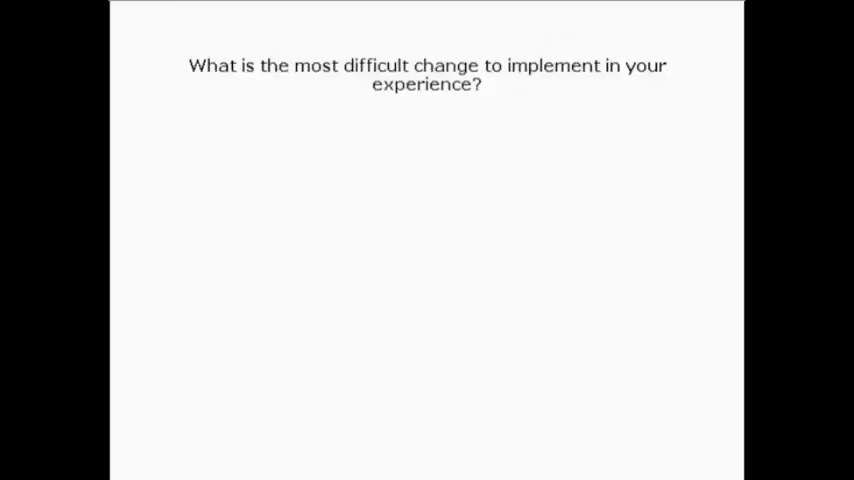 What is the most difficult change to implement in your
experience?